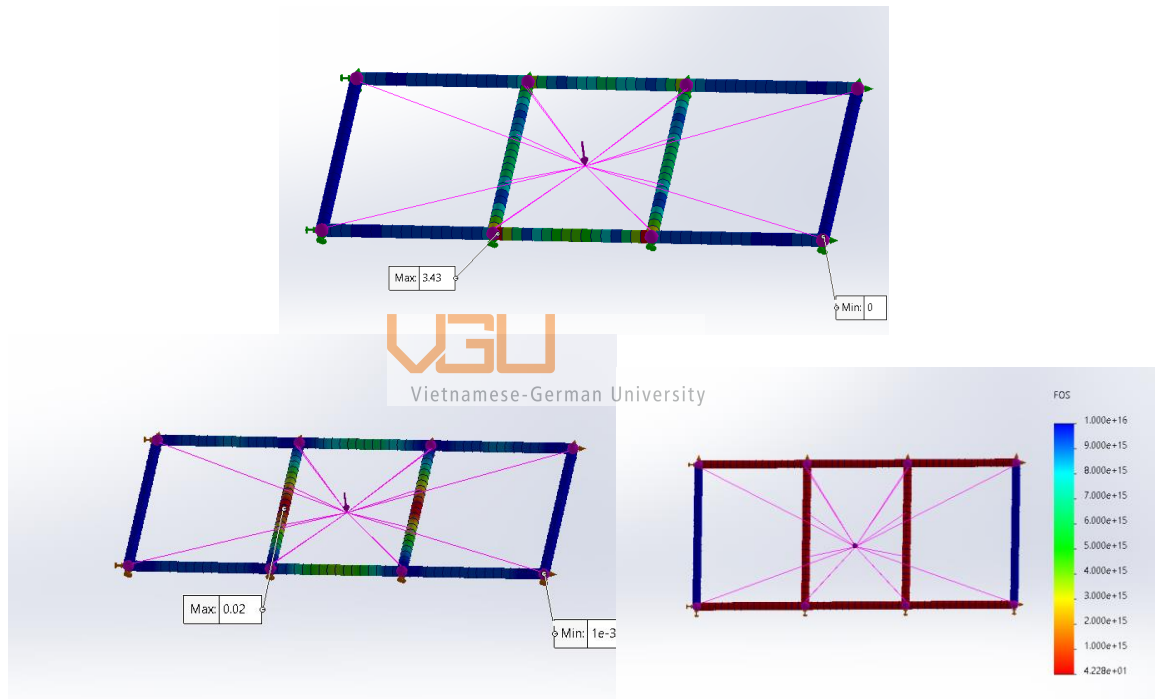 Max: 3.43
Min: 0
VGU
Vietnamese-German University
Max: 0.02
Min: 1e-3
FOS
1.000e+16
9.000e+15
8.000e+15
7.000e+15
6.000e+15
5.000e+15
4.000e+15
3.000e+15
2.000e+15
1.000e+15
4.228e+01